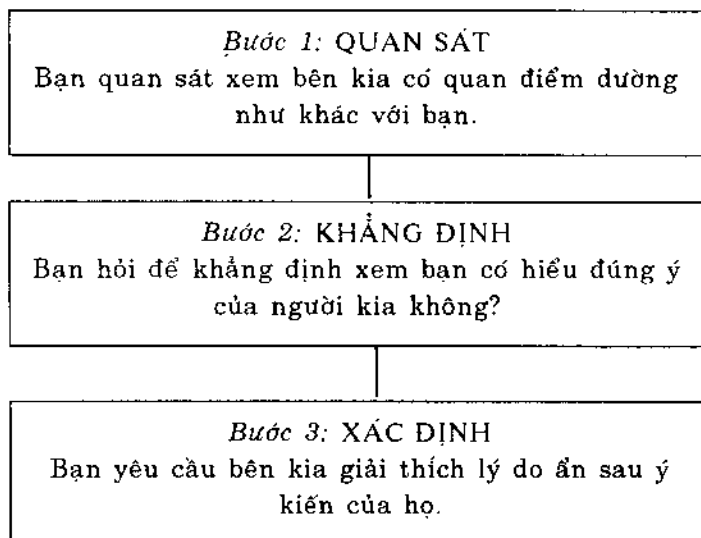 Bước 1: QUAN SÁT
Bạn quan sát xem bên kia có quan điểm dường
như khác với bạn.
Bước 2: KHẲNG ĐỊNH
Bạn hỏi để khẳng định xem bạn có hiểu đúng ý
của người kia không?
Bước 3: XÁC ĐỊNH
Bạn yêu cầu bên kia giải thích lý do ẩn sau ý
kiến của họ.